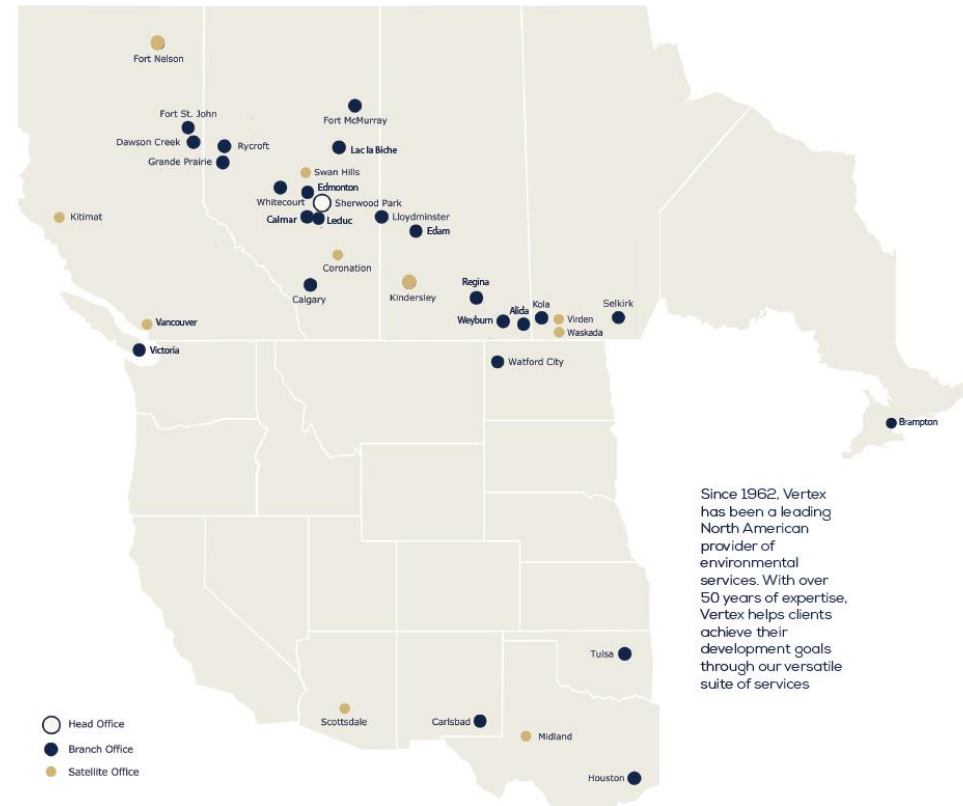 Fort Nelson
Fort St. John
Fort McMurray
Dawson Creek
Rycroft
Lac la Biche
Grande Prairie
Swan Hills
Edmonton
Whitecourt
Sherwood Park
Kitimat
Calmar
Leduc
Lloydminster
Edam
Coronation
Calgary
Kindersley
Regina
Vancouver
Weyburn
Alida
Kola
Virden
Selkirk
Waskada
Victoria
Watford City
Brampton
Since 1962, Vertex
has been a leading
North American
provider of
environmental
services. With over
50 years of expertise,
Vertex helps clients
achieve their
development goals
through our versatile
suite of services
Tulsa
Scottsdale
Carlsbad
Midland
Houston
Head Office
Branch Office
Satellite Office